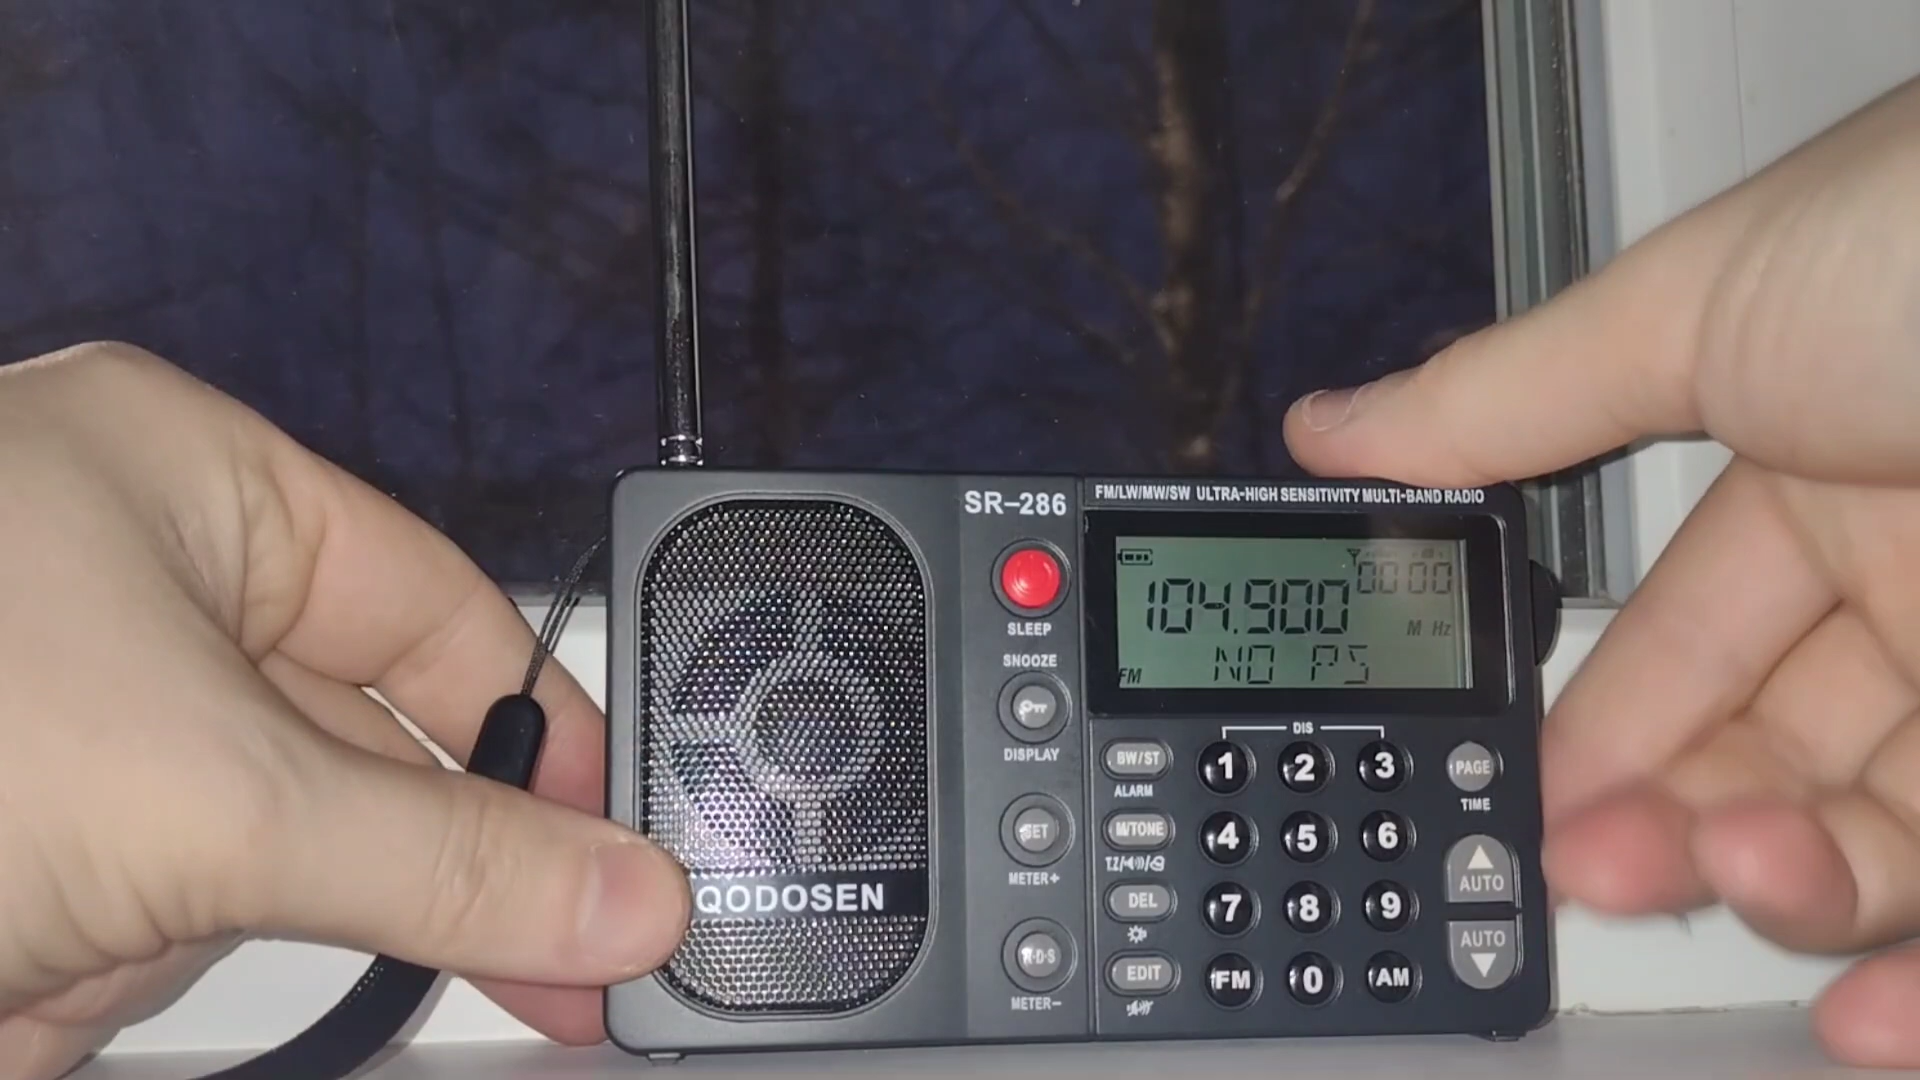 SR-286
FM/LW/MW/SW ULTRA-HIGH SENSITIVITY MULTI-BAND RADIO
00 00
104.900
M Hz
FM
NO PS
SLEEP
SNOOZE
DISPLAY
SET
METER+
R·D·S
METER-
QODOSEN
DIS
BW/ST
1
2
3
PAGE
ALARM
TIME
M/TONE
4
5
6
AUTO
T.Z/
DEL
7
8
9
AUTO
EDIT
FM
0
AM